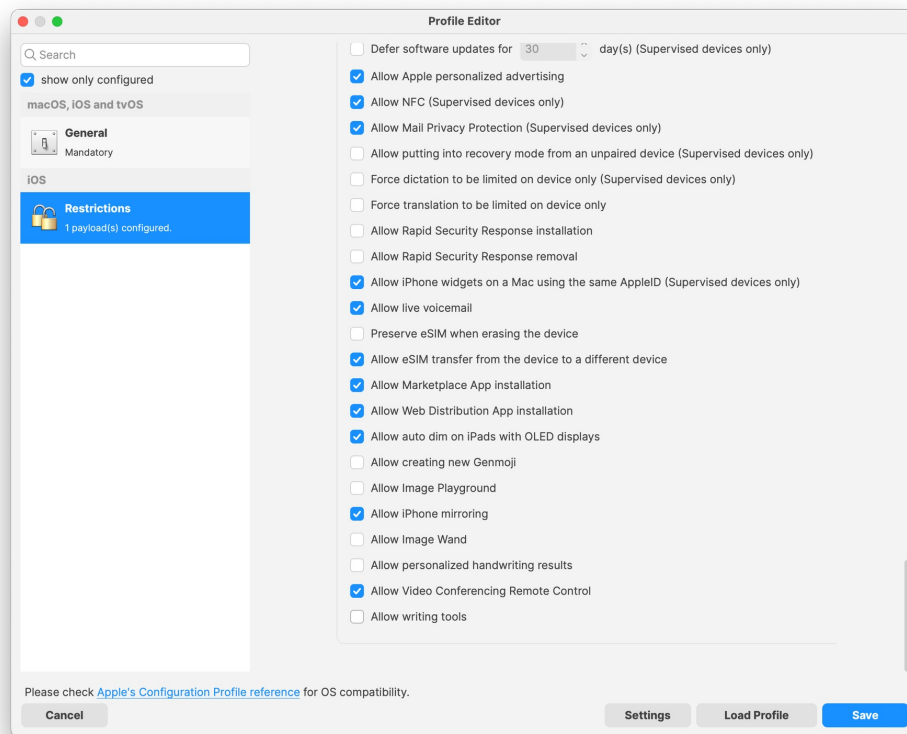 Profile Editor
Search
show only configured
macOS, iOS and tvOS
General
Mandatory
iOS
Restrictions
1 payload(s) configured.
Defer software updates for 30 day(s) (Supervised devices only)
Allow Apple personalized advertising
Allow NFC (Supervised devices only)
Allow Mail Privacy Protection (Supervised devices only)
Allow putting into recovery mode from an unpaired device (Supervised devices only)
Force dictation to be limited on device only (Supervised devices only)
Force translation to be limited on device only
Allow Rapid Security Response installation
Allow Rapid Security Response removal
Allow iPhone widgets on a Mac using the same AppleID (Supervised devices only)
Allow live voicemail
Preserve eSIM when erasing the device
Allow eSIM transfer from the device to a different device
Allow Marketplace App installation
Allow Web Distribution App installation
Allow auto dim on iPads with OLED displays
Allow creating new Genmoji
Allow Image Playground
Allow iPhone mirroring
Allow Image Wand
Allow personalized handwriting results
Allow Video Conferencing Remote Control
Allow writing tools
Please check Apple's Configuration Profile reference for OS compatibility.
Cancel
Settings
Load Profile
Save